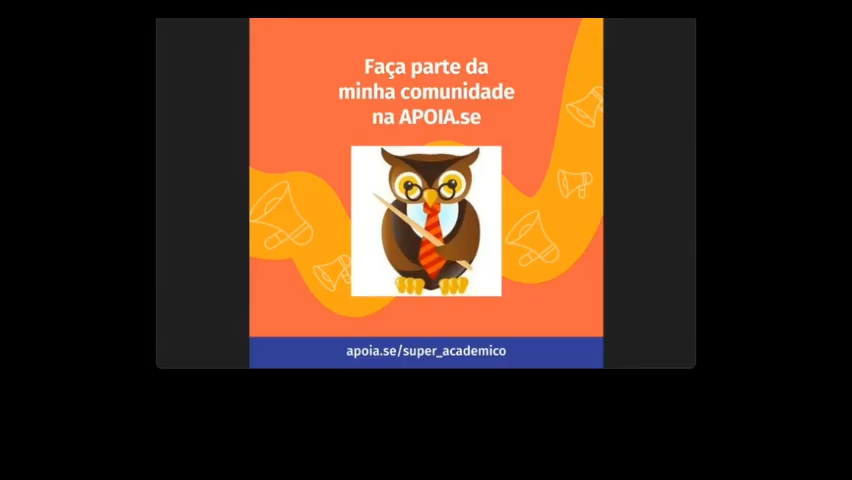 Faça parte da
minha comunidade
na APOIA.se
apoia.se/super_academico